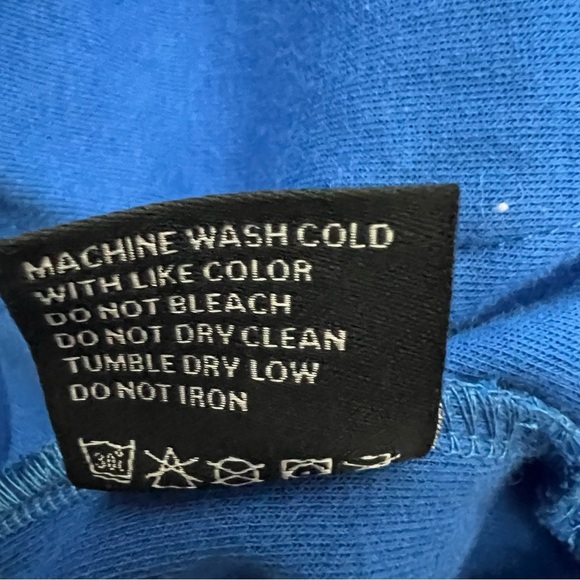 MACHINE WASH COLD
WITH LIKE COLOR
DO NOT BLEACH
DO NOT DRY CLEAN
TUMBLE DRY LOW
DO NOT IRON
30°